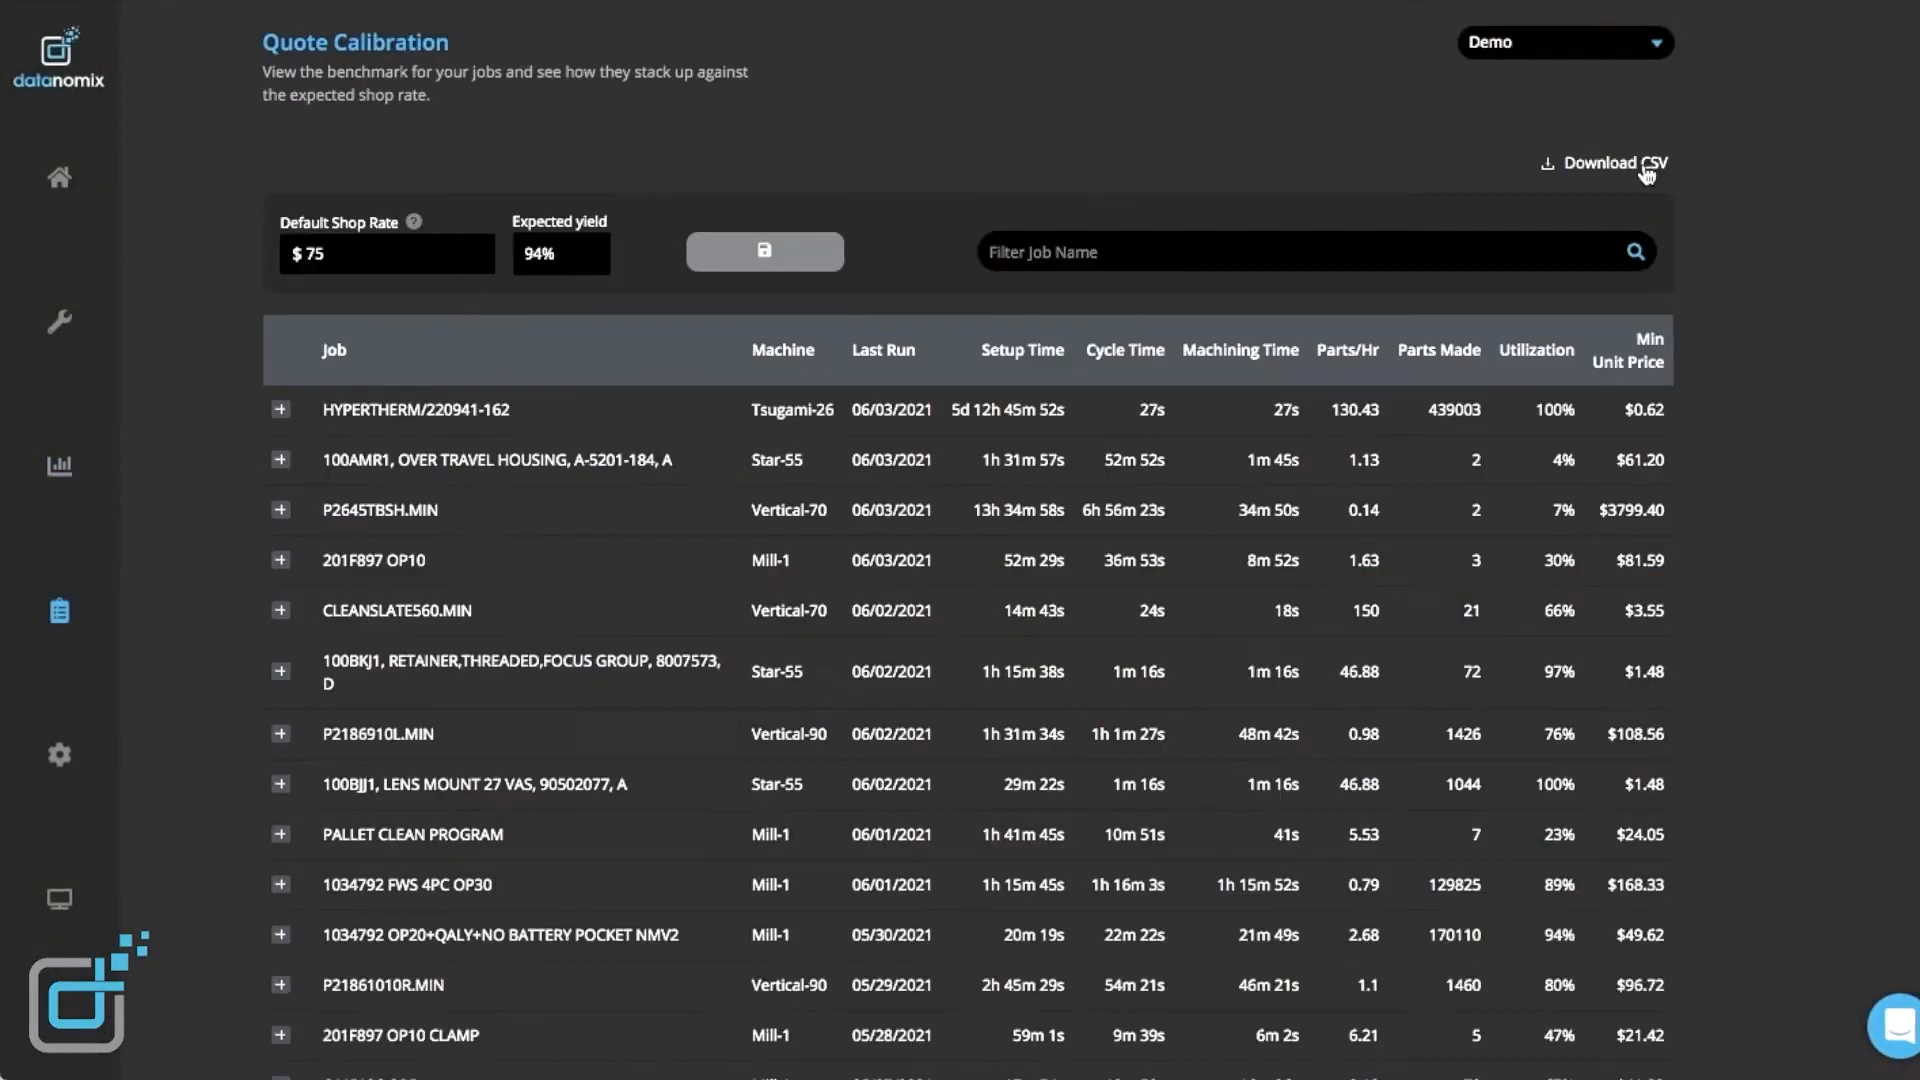 datanomix
Quote Calibration
View the benchmark for your jobs and see how they stack up against
the expected shop rate.
Demo
Download CSV
Default Shop Rate ?
Expected yield
$ 75
94%
Filter Job Name
Job Machine Last Run Setup Time Cycle Time Machining Time Parts/Hr Parts Made Utilization Min Unit Price
HYPERTHERM/220941-162 Tsugami-26 06/03/2021 5d 12h 45m 52s 27s 27s 130.43 439003 100% $0.62
100AMR1, OVER TRAVEL HOUSING, A-5201-184, A Star-55 06/03/2021 1h 31m 57s 52m 52s 1m 45s 1.13 2 4% $61.20
P2645TBSH.MIN Vertical-70 06/03/2021 13h 34m 58s 6h 56m 23s 34m 50s 0.14 2 7% $3799.40
201F897 OP10 Mill-1 06/03/2021 52m 29s 36m 53s 8m 52s 1.63 3 30% $81.59
CLEANSLATE560.MIN Vertical-70 06/02/2021 14m 43s 24s 18s 150 21 66% $3.55
100BKJ1, RETAINER,THREADED,FOCUS GROUP, 8007573,
D Star-55 06/02/2021 1h 15m 38s 1m 16s 1m 16s 46.88 72 97% $1.48
P2186910L.MIN Vertical-90 06/02/2021 1h 31m 34s 1h 1m 27s 48m 42s 0.98 1426 76% $108.56
100BJJ1, LENS MOUNT 27 VAS, 90502077, A Star-55 06/02/2021 29m 22s 1m 16s 1m 16s 46.88 1044 100% $1.48
PALLET CLEAN PROGRAM Mill-1 06/01/2021 1h 41m 45s 10m 51s 41s 5.53 7 23% $24.05
1034792 FWS 4PC OP30 Mill-1 06/01/2021 1h 15m 45s 1h 16m 3s 1h 15m 52s 0.79 129825 89% $168.33
1034792 OP20+QALY+NO BATTERY POCKET NMV2 Mill-1 05/30/2021 20m 19s 22m 22s 21m 49s 2.68 170110 94% $49.62
P21861010R.MIN Vertical-90 05/29/2021 2h 45m 29s 54m 21s 46m 21s 1.1 1460 80% $96.72
201F897 OP10 CLAMP Mill-1 05/28/2021 59m 1s 9m 39s 6m 2s 6.21 5 47% $21.42